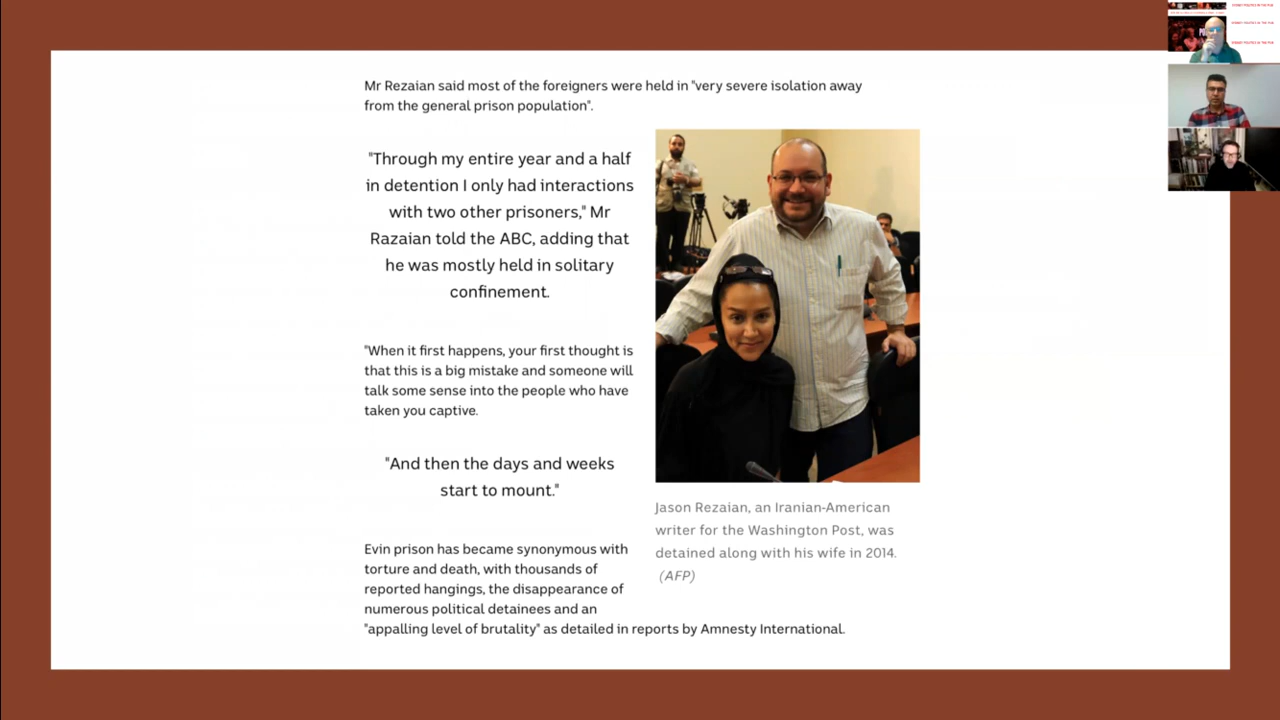 Mr Rezaian said most of the foreigners were held in "very severe isolation away
from the general prison population".
"Through my entire year and a half
in detention I only had interactions
with two other prisoners," Mr
Razaian told the ABC, adding that
he was mostly held in solitary
confinement.
"When it first happens, your first thought is
that this is a big mistake and someone will
talk some sense into the people who have
taken you captive.
"And then the days and weeks
start to mount."
Evin prison has became synonymous with
torture and death, with thousands of
reported hangings, the disappearance of
numerous political detainees and an
"appalling level of brutality" as detailed in reports by Amnesty International.
Jason Rezaian, an Iranian-American
writer for the Washington Post, was
detained along with his wife in 2014.
(AFP)